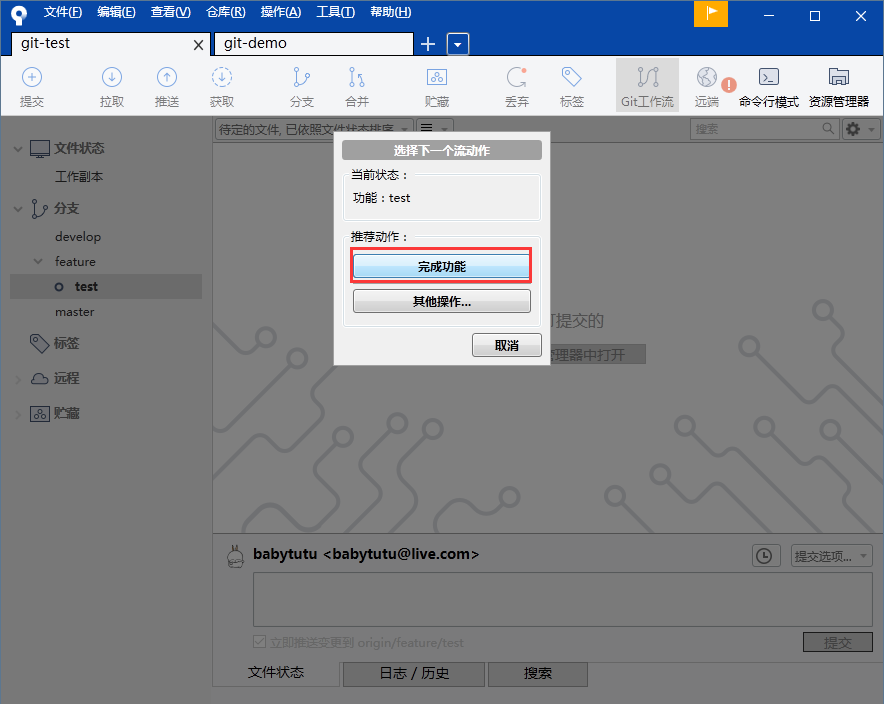 文件(F) 编辑(E) 查看(V) 仓库(R) 操作(A) 工具(T) 帮助(H)
git-test git-demo
提交 拉取 推送 获取 分支 合并 贮藏 丢弃 标签 Git工作流 远端 命令行模式 资源管理器
待定的文件, 已依照文件状态排序 搜索
选择下一个流动作
当前状态：
功能：test
推荐动作：
完成功能
其他操作...
取消
文件状态
工作副本
分支
develop
feature
test
master
标签
远程
贮藏
可提交的
管理器中打开
babytutu <babytutu@live.com>
提交选项...
立即推送变更到 origin/feature/test
提交
文件状态 日志 / 历史 搜索